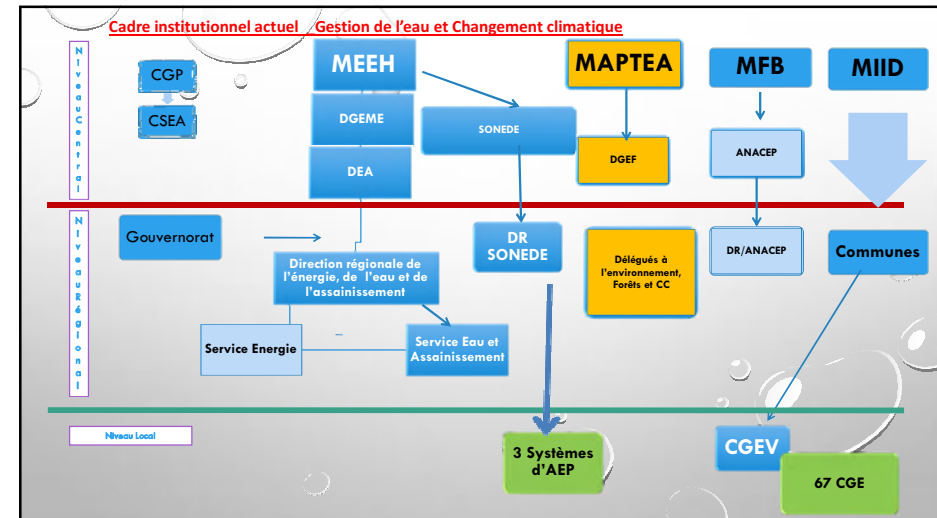 Cadre institutionnel actuel Gestion de l'eau et Changement climatique
Niveau Central
CGP
CSEA
MEEH
DGEME
DEA
SONEDE
MAPTEA
DGEF
MFB
ANACEP
MIID
Niveau Régional
Gouvernorat
Direction régionale de
l'énergie, de l'eau et de
l'assainissement
Service Energie
...
Service Eau et
Assainissement
DR
SONEDE
Délégués à
l'environnement,
Forêts et CC
DR/ANACEP
Communes
Niveau Local
3 Systèmes
d'AEP
CGEV
67 CGE